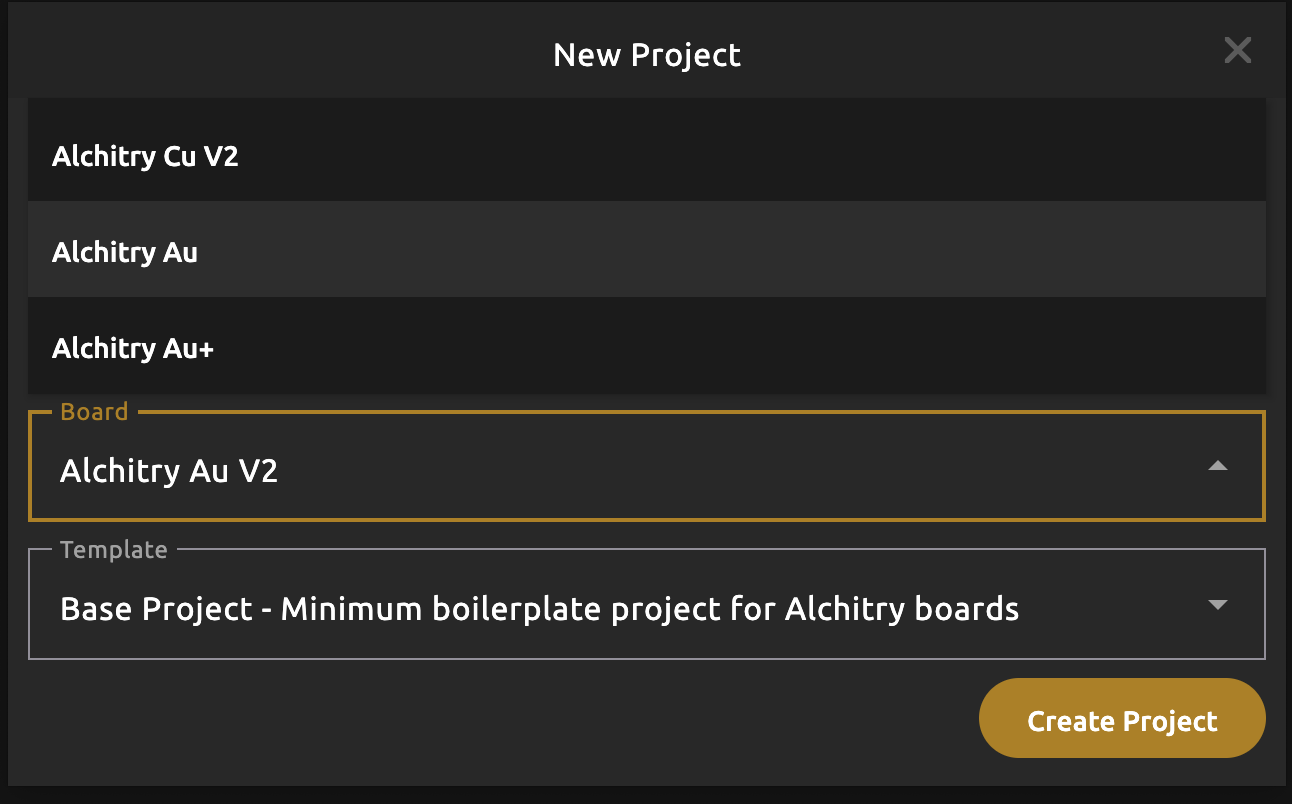 New Project
Alchitry Cu V2
Alchitry Au
Alchitry Au+
Board
Alchitry Au V2
Template
Base Project - Minimum boilerplate project for Alchitry boards
Create Project